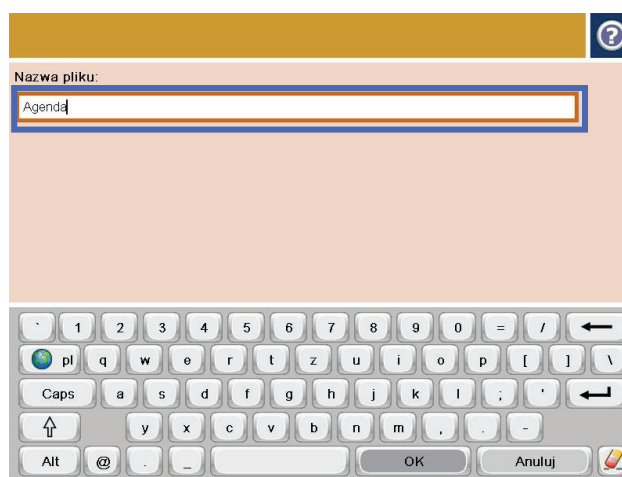 ?
Nazwa pliku:
Agenda
` 1 2 3 4 5 6 7 8 9 0 = /
pl q w e r t z u i o p [ ] \
Caps a s d f g h j k l ; '
y x c v b n m , . -
Alt @ . _ OK Anuluj